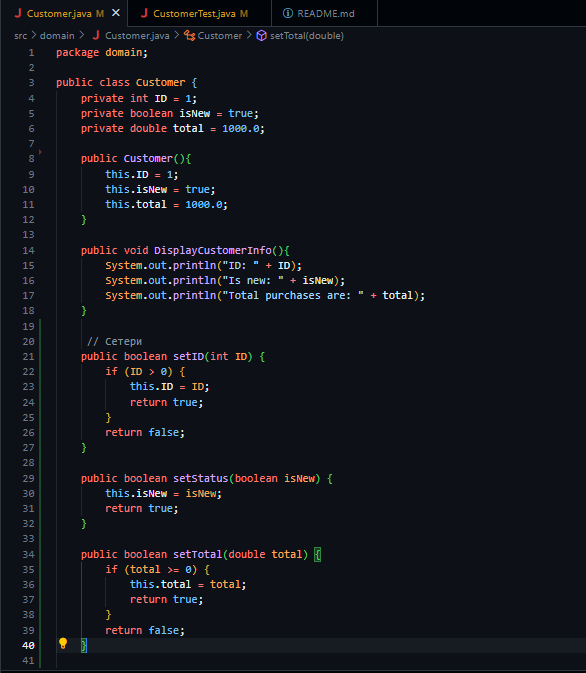 Customer.java M
CustomerTest.java M
README.md
src > domain > Customer.java > Customer > setTotal(double)
1 package domain;
2
3 public class Customer {
4 private int ID = 1;
5 private boolean isNew = true;
6 private double total = 1000.0;
7
8 public Customer(){
9 this.ID = 1;
10 this.isNew = true;
11 this.total = 1000.0;
12 }
13
14 public void DisplayCustomerInfo(){
15 System.out.println("ID: " + ID);
16 System.out.println("Is new: " + isNew);
17 System.out.println("Total purchases are: " + total);
18 }
19
20 // Сетери
21 public boolean setID(int ID) {
22 if (ID > 0) {
23 this.ID = ID;
24 return true;
25 }
26 return false;
27 }
28
29 public boolean setStatus(boolean isNew) {
30 this.isNew = isNew;
31 return true;
32 }
33
34 public boolean setTotal(double total) {
35 if (total >= 0) {
36 this.total = total;
37 return true;
38 }
39 return false;
40 }
41